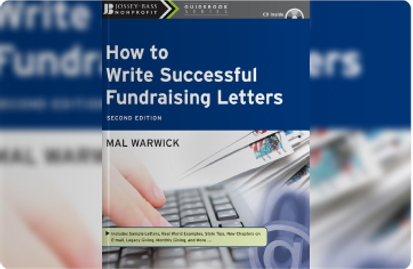 JOSSEY-BASS
NONPROFIT
GUIDEBOOK
SERIES
CD Inside
How to
Write Successful
Fundraising Letters
SECOND EDITION
MAL WARWICK
Includes Sample Letters, Real-World Examples, Style Tips, New Chapters on
E-mail, Legacy Giving, Monthly Giving, and More ...